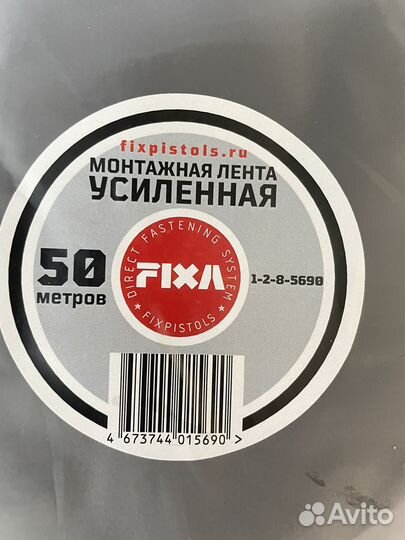 fixpistols.ru
МОНТАЖНАЯ ЛЕНТА
УСИЛЕННАЯ
50
метров
DIRECT FASTENING SYSTEM
FIXA
FIXPISTOLS
1-2-8-5690
4 673744 015690 >
Avito